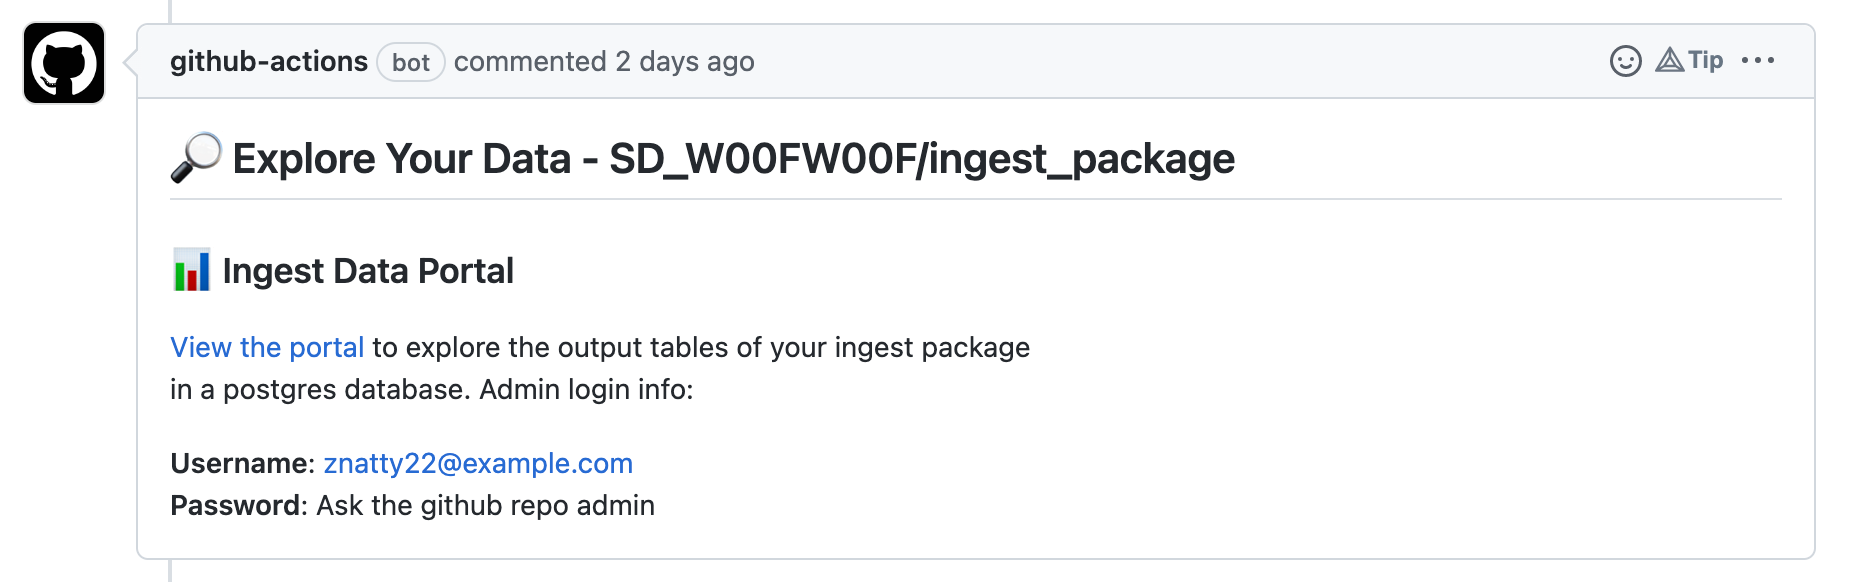 github-actions bot commented 2 days ago Tip
Explore Your Data - SD_W00FW00F/ingest_package
Ingest Data Portal
View the portal to explore the output tables of your ingest package
in a postgres database. Admin login info:
Username: znatty22@example.com
Password: Ask the github repo admin